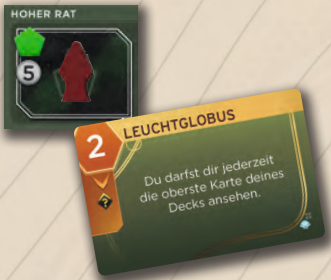 HOHER RAT
5
2
LEUCHTGLOBUS
?
Du darfst dir jederzeit
die oberste Karte deines
Decks ansehen.